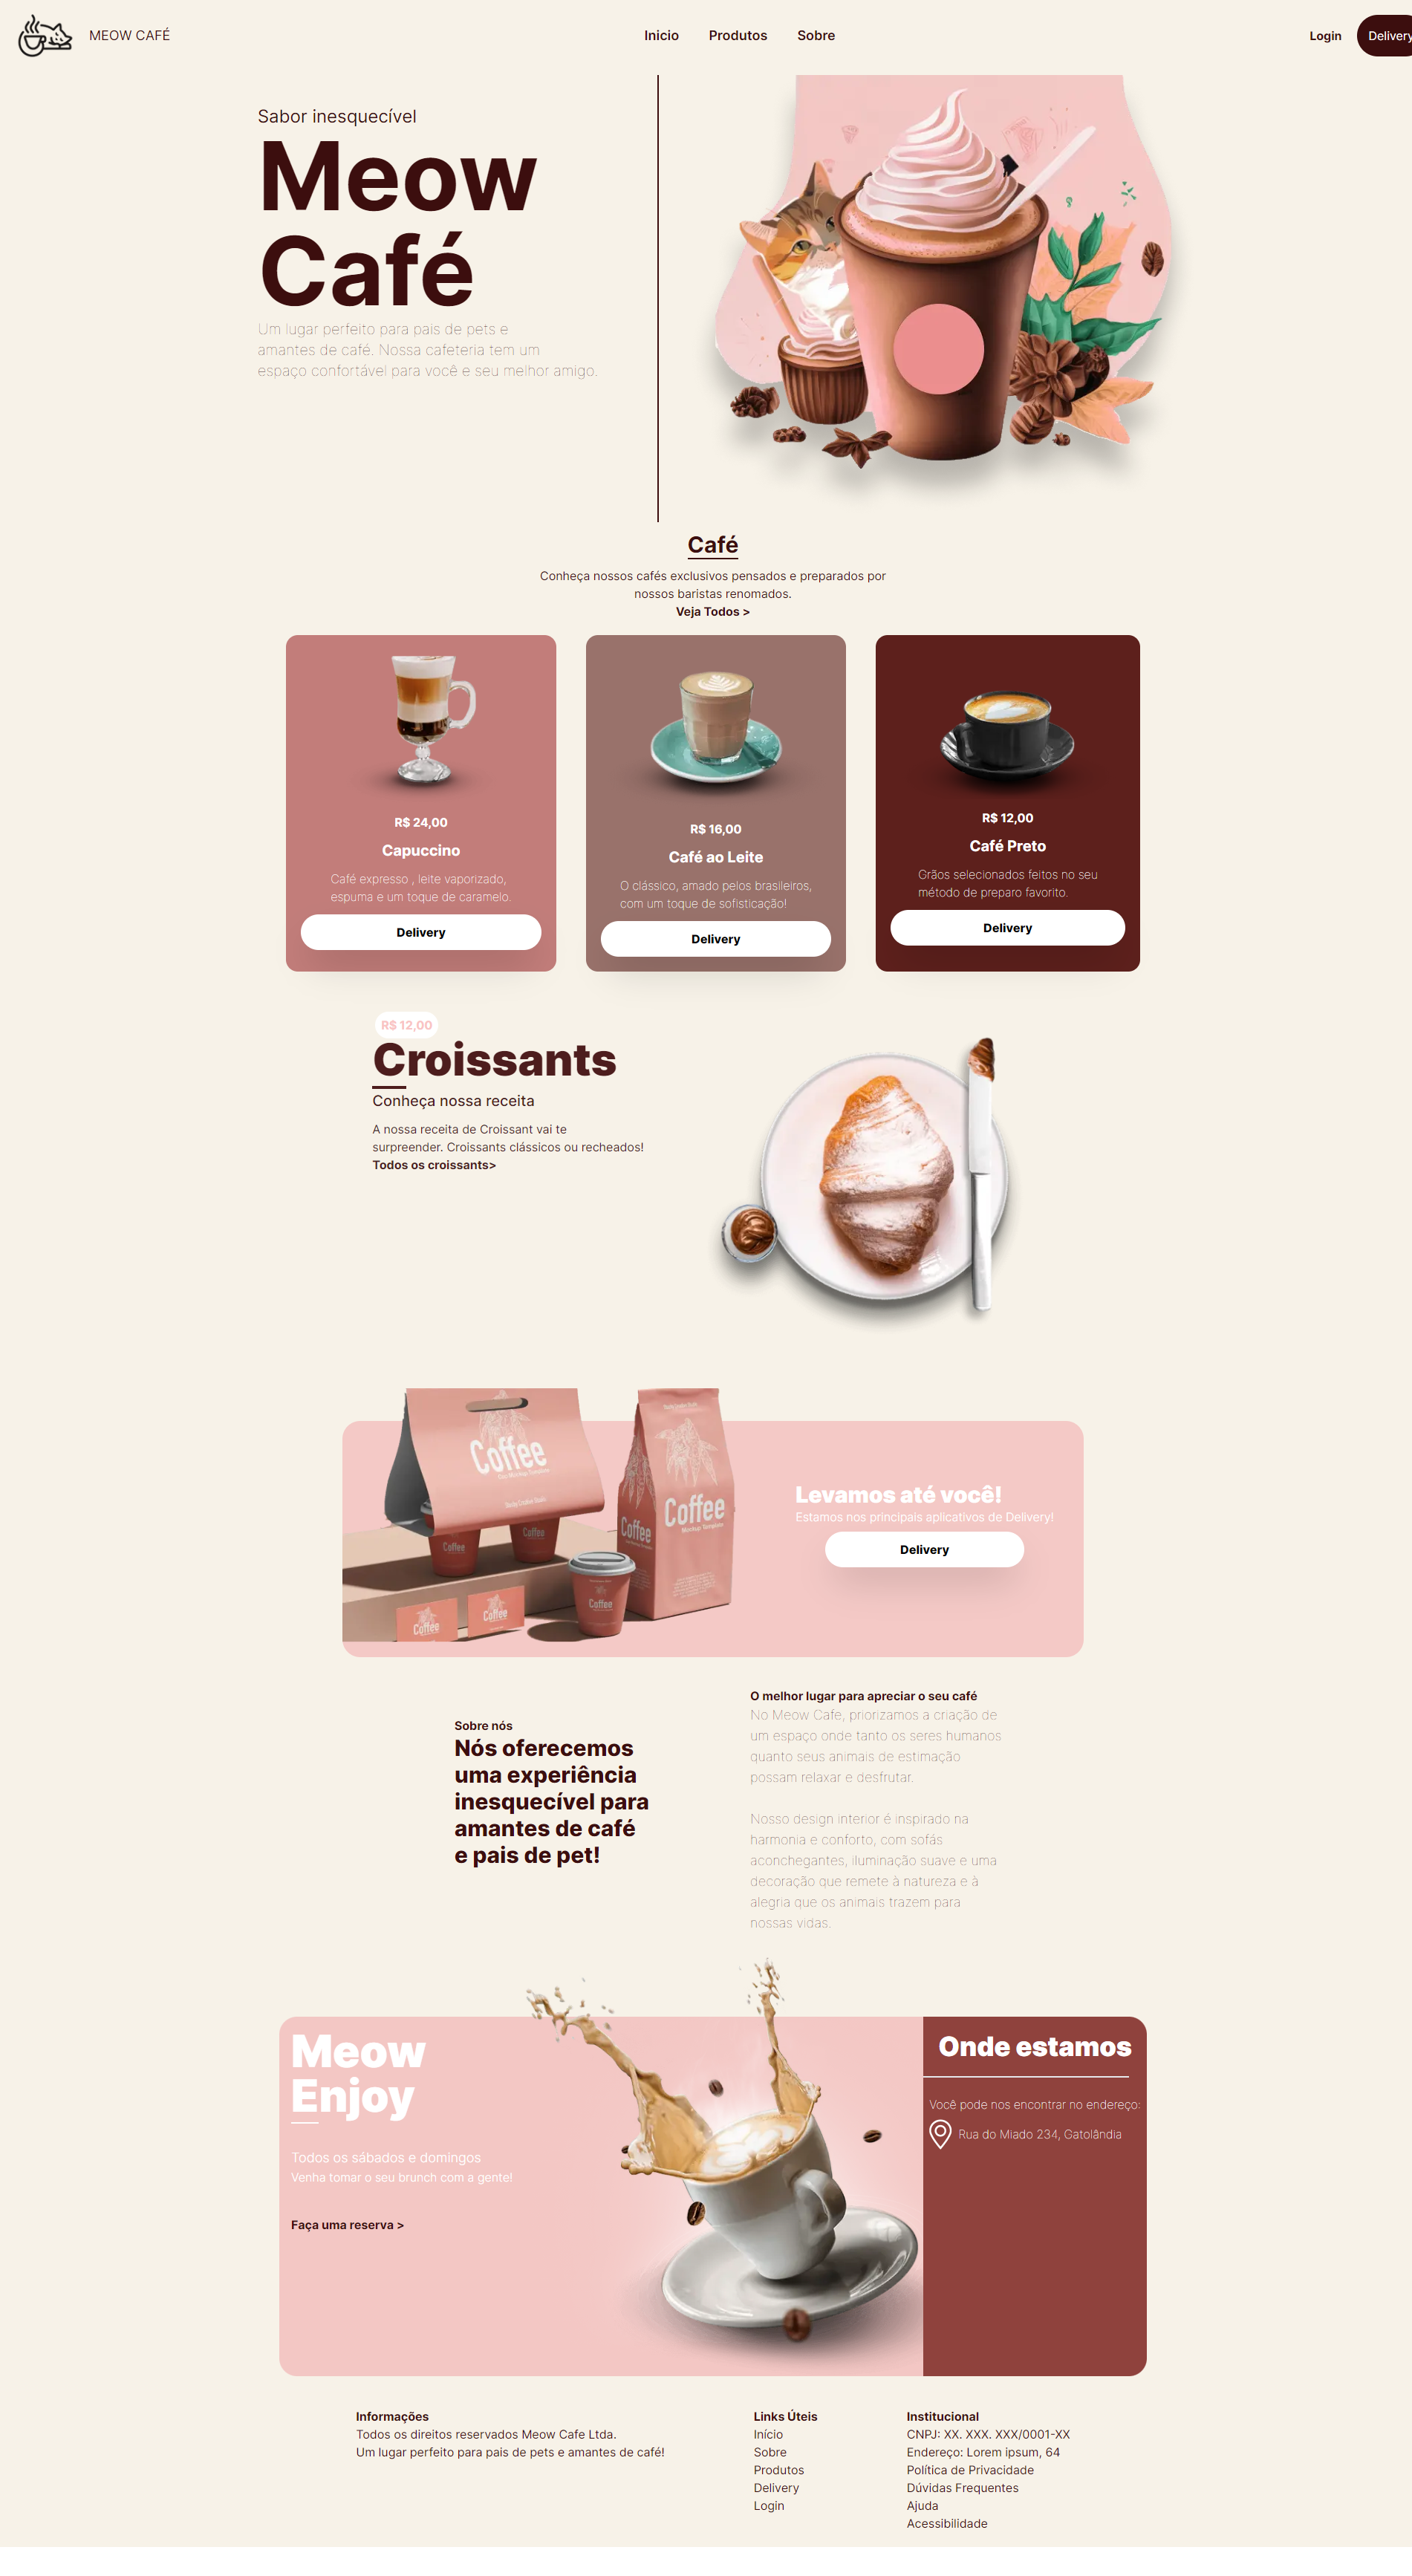 MEOW CAFÉ
Inicio
Produtos
Sobre
Login
Delivery
Sabor inesquecível
Meow
Café
Um lugar perfeito para pais de pets e
amantes de café. Nossa cafeteria tem um
espaço confortável para você e seu melhor amigo.
Café
Conheça nossos cafés exclusivos pensados e preparados por
nossos baristas renomados.
Veja Todos >
R$ 24,00
Capuccino
Café expresso , leite vaporizado,
espuma e um toque de caramelo.
Delivery
R$ 16,00
Café ao Leite
O clássico, amado pelos brasileiros,
com um toque de sofisticação!
Delivery
R$ 12,00
Café Preto
Grãos selecionados feitos no seu
método de preparo favorito.
Delivery
R$ 12,00
Croissants
Conheça nossa receita
A nossa receita de Croissant vai te
surpreender. Croissants clássicos ou recheados!
Todos os croissants>
Coffee
Coffee
Coffee
Coffee
Coffee
Coffee
Coffee
Coffee
Levamos até você!
Estamos nos principais aplicativos de Delivery!
Delivery
Sobre nós
Nós oferecemos
uma experiência
inesquecível para
amantes de café
e pais de pet!
O melhor lugar para apreciar o seu café
No Meow Cafe, priorizamos a criação de
um espaço onde tanto os seres humanos
quanto seus animais de estimação
possam relaxar e desfrutar.
Nosso design interior é inspirado na
harmonia e conforto, com sofás
aconchegantes, iluminação suave e uma
decoração que remete à natureza e à
alegria que os animais trazem para
nossas vidas.
Meow
Enjoy
Todos os sábados e domingos
Venha tomar o seu brunch com a gente!
Faça uma reserva >
Onde estamos
Você pode nos encontrar no endereço:
Rua do Miado 234, Gatolândia
Informações
Todos os direitos reservados Meow Cafe Ltda.
Um lugar perfeito para pais de pets e amantes de café!
Links Úteis
Início
Sobre
Produtos
Delivery
Login
Institucional
CNPJ: XX. XXX. XXX/0001-XX
Endereço: Lorem ipsum, 64
Política de Privacidade
Dúvidas Frequentes
Ajuda
Acessibilidade